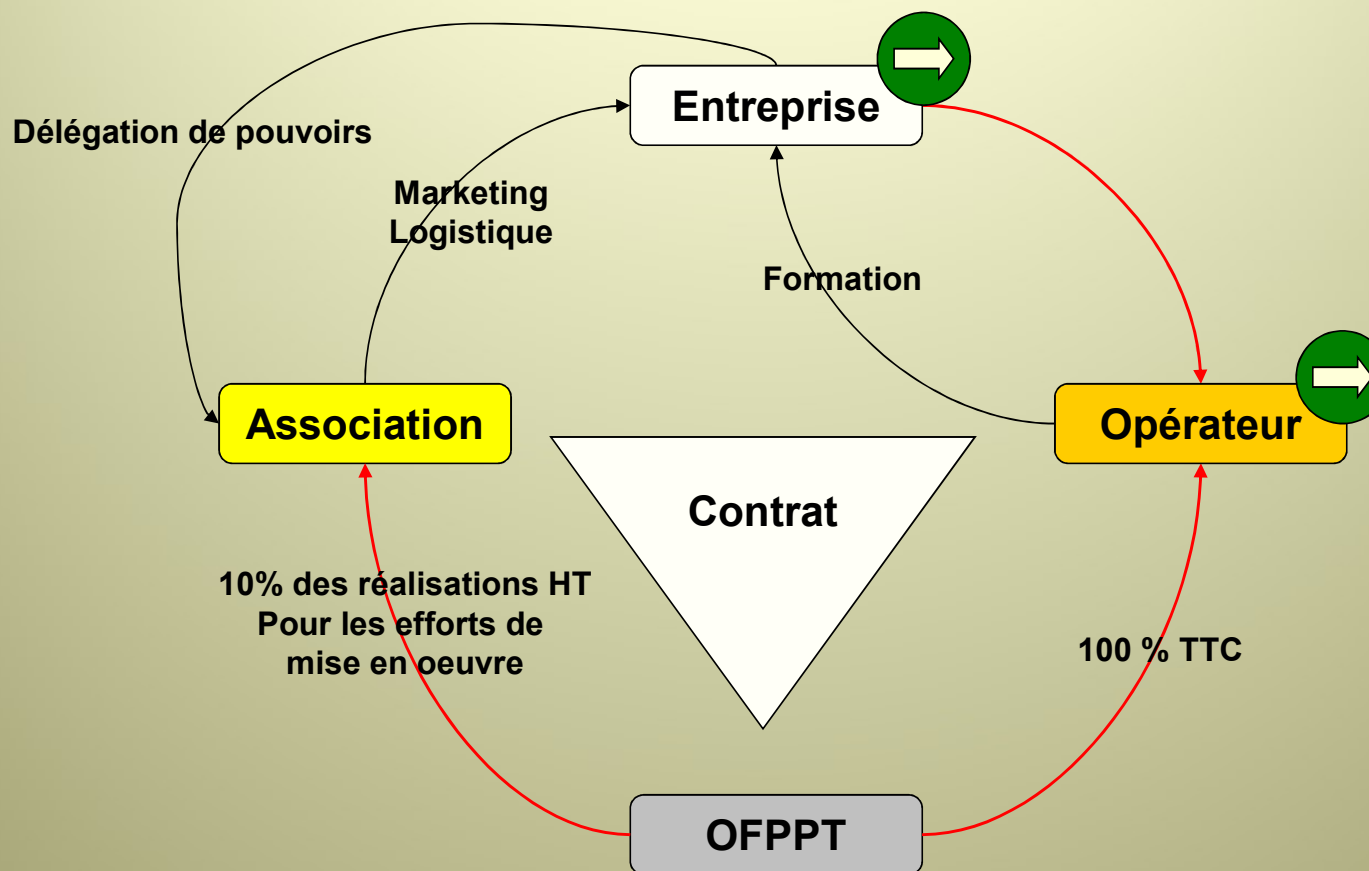 Entreprise
Délégation de pouvoirs
Marketing
Logistique
Formation
Association
Opérateur
Contrat
10% des réalisations HT
Pour les efforts de
mise en oeuvre
100 % TTC
OFPPT